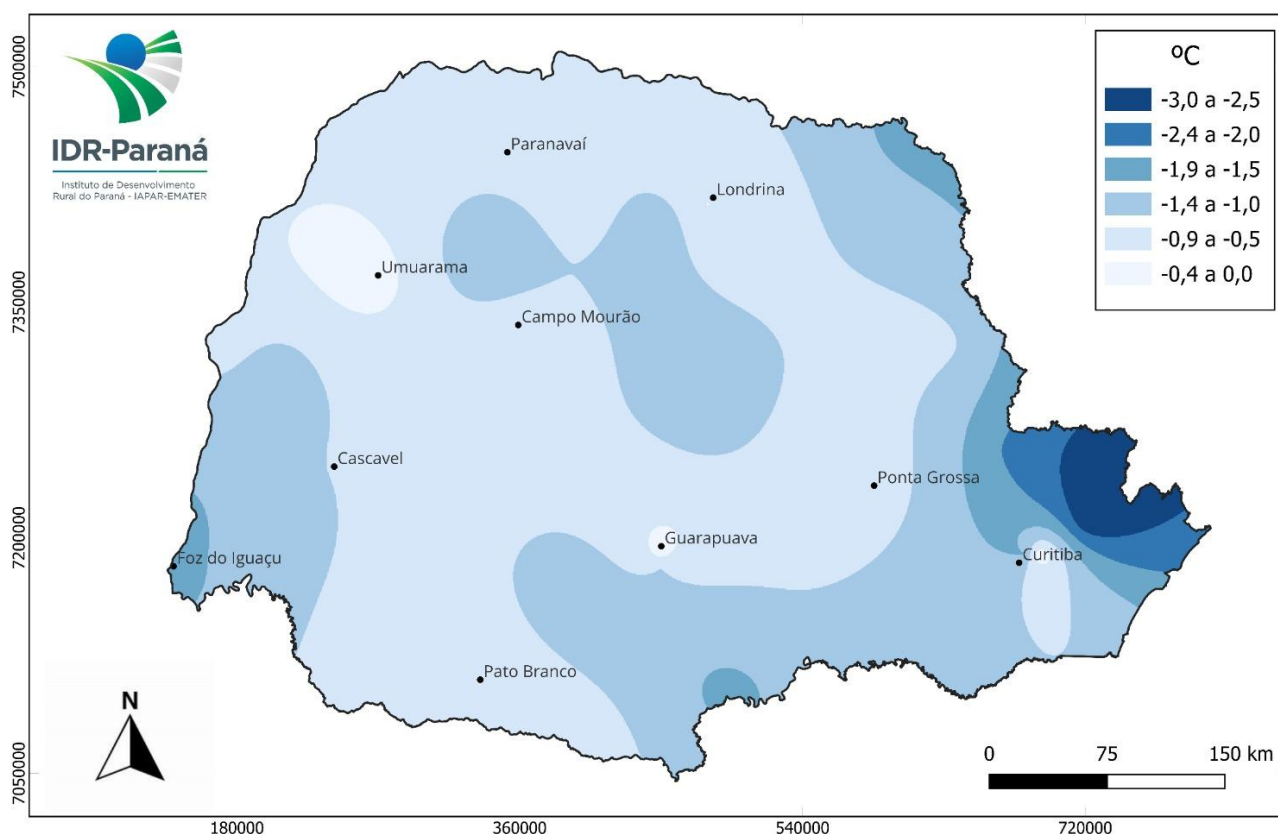 IDR-Paraná
Instituto de Desenvolvimento
Rural do Paraná - IAPAR-EMATER
ºC
-3,0 a -2,5
-2,4 a -2,0
-1,9 a -1,5
-1,4 a -1,0
-0,9 a -0,5
-0,4 a 0,0
7500000
7350000
7200000
7050000
Paranavaí
Londrina
Umuarama
Campo Mourão
Cascavel
Ponta Grossa
Guarapuava
Foz do Iguaçu
Curitiba
Pato Branco
N
0 75 150 km
180000 360000 540000 720000